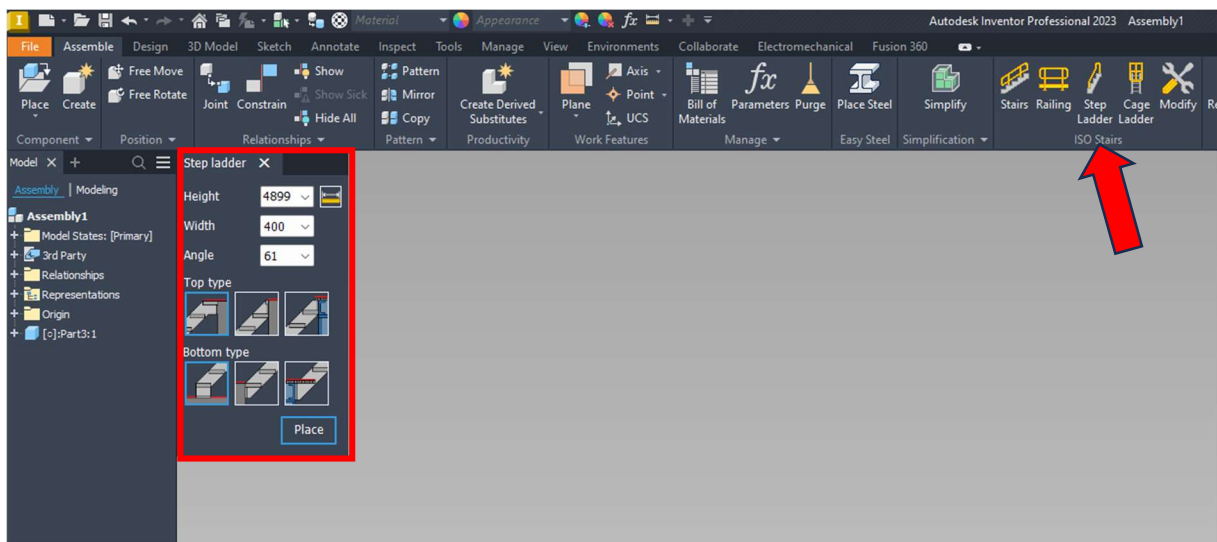 Material Appearance fx Autodesk Inventor Professional 2023 Assembly1
File Assemble Design 3D Model Sketch Annotate Inspect Tools Manage View Environments Collaborate Electromechanical Fusion 360
Place Create
Free Move
Free Rotate
Joint Constrain
Show
Show Sick
Hide All
Pattern
Mirror
Copy
Create Derived
Substitutes
Plane
Axis
Point
UCS
Bill of
Materials
fx
Parameters Purge
Place Steel
Simplify
Stairs Railing
Step
Ladder
Cage
Ladder
Modify
Component Position Relationships Pattern Productivity Work Features Manage Easy Steel Simplification ISO Stairs
Model
Assembly | Modeling
Assembly1
Model States: [Primary]
3rd Party
Relationships
Representations
Origin
[○]:Part3:1
Step ladder
Height 4899
Width 400
Angle 61
Top type
Bottom type
Place